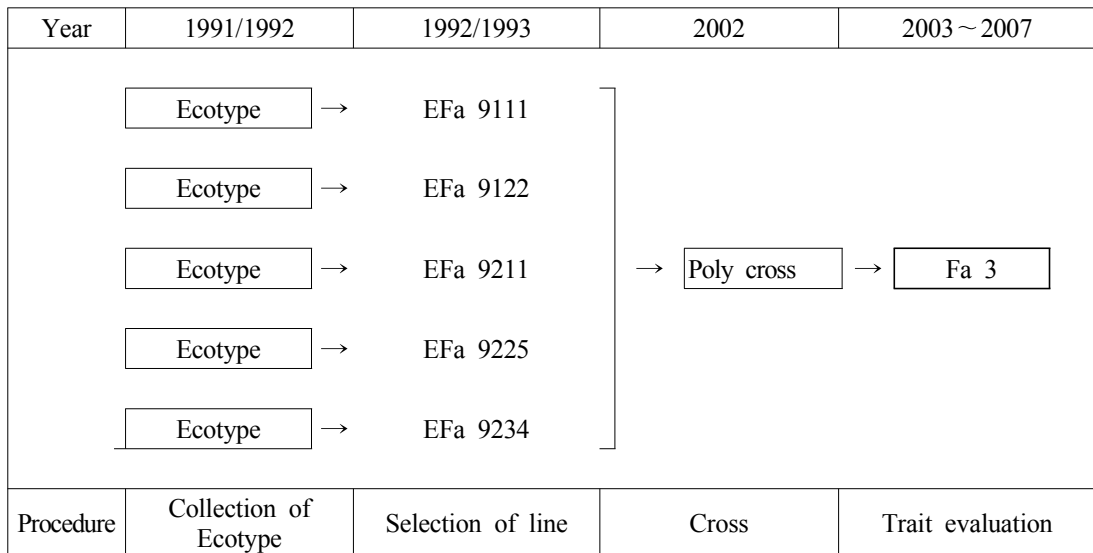 Year 1991/1992 1992/1993 2002 2003~2007
Ecotype → EFa 9111
Ecotype → EFa 9122
Ecotype → EFa 9211 → Poly cross → Fa 3
Ecotype → EFa 9225
Ecotype → EFa 9234
Procedure Collection of Ecotype Selection of line Cross Trait evaluation